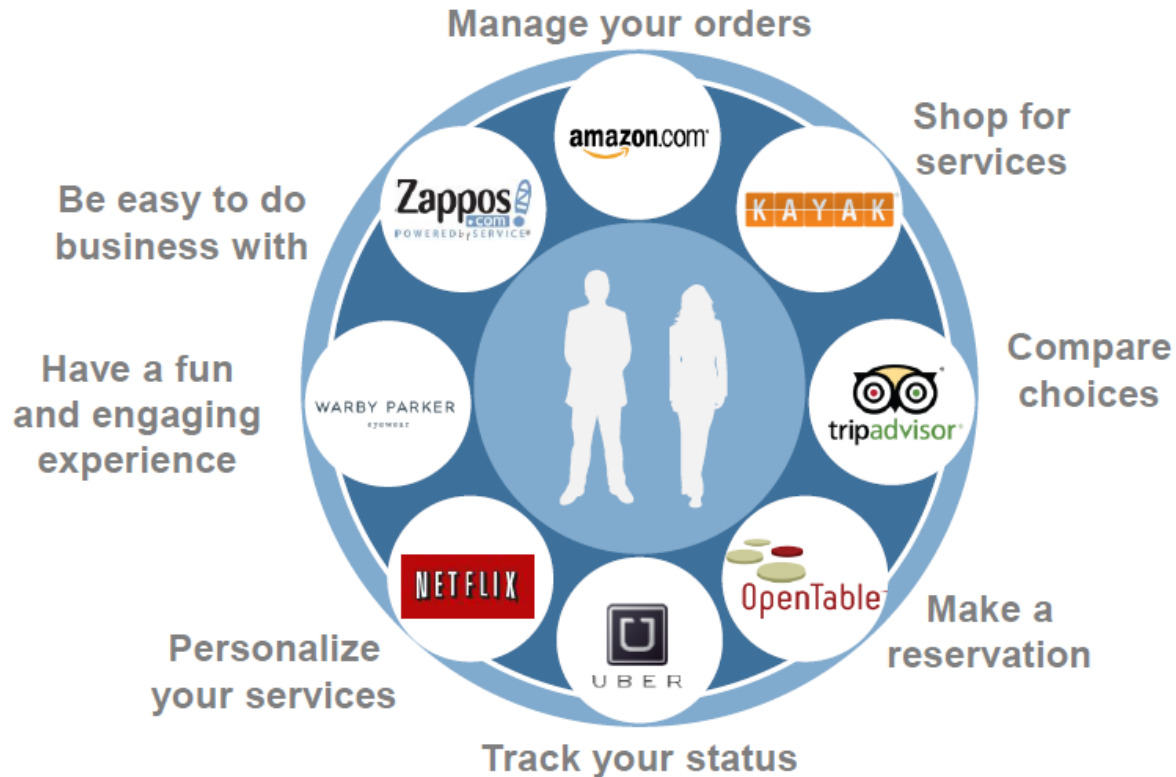 Manage your orders
amazon.com
Shop for
services
KAYAK
Compare
choices
tripadvisor
OpenTable
Make a
reservation
UBER
Track your status
NETFLIX
Personalize
your services
WARBY PARKER
eyewear
Have a fun
and engaging
experience
Zappos
.com
POWERED by SERVICE®
Be easy to do
business with